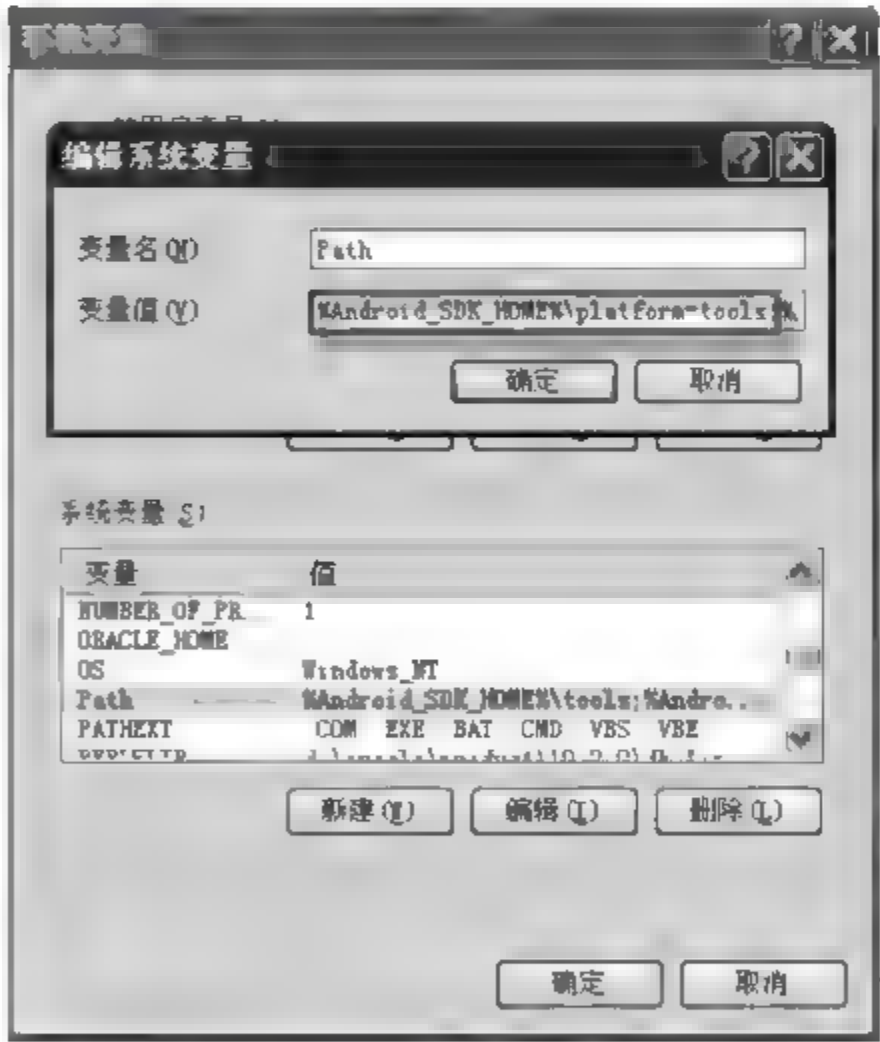 编辑系统变量
变量名(N)
Path
变量值(V)
%Android_SDK_HOME%\platform-tools;%
确定
取消
系统变量(S)
变量
值
NUMBER_OF_PR
1
ORACLE_HOME
OS
Windows_NT
Path
%Android_SDK_HOME%\tools;%Andro...
PATHEXT
COM EXE BAT CMD VBS VBE
新建(W)
编辑(I)
删除(L)
确定
取消